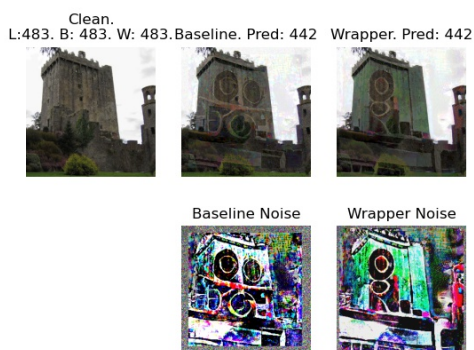 Clean.
L:483. B: 483. W: 483.
Baseline. Pred: 442
Wrapper. Pred: 442
Baseline Noise
Wrapper Noise